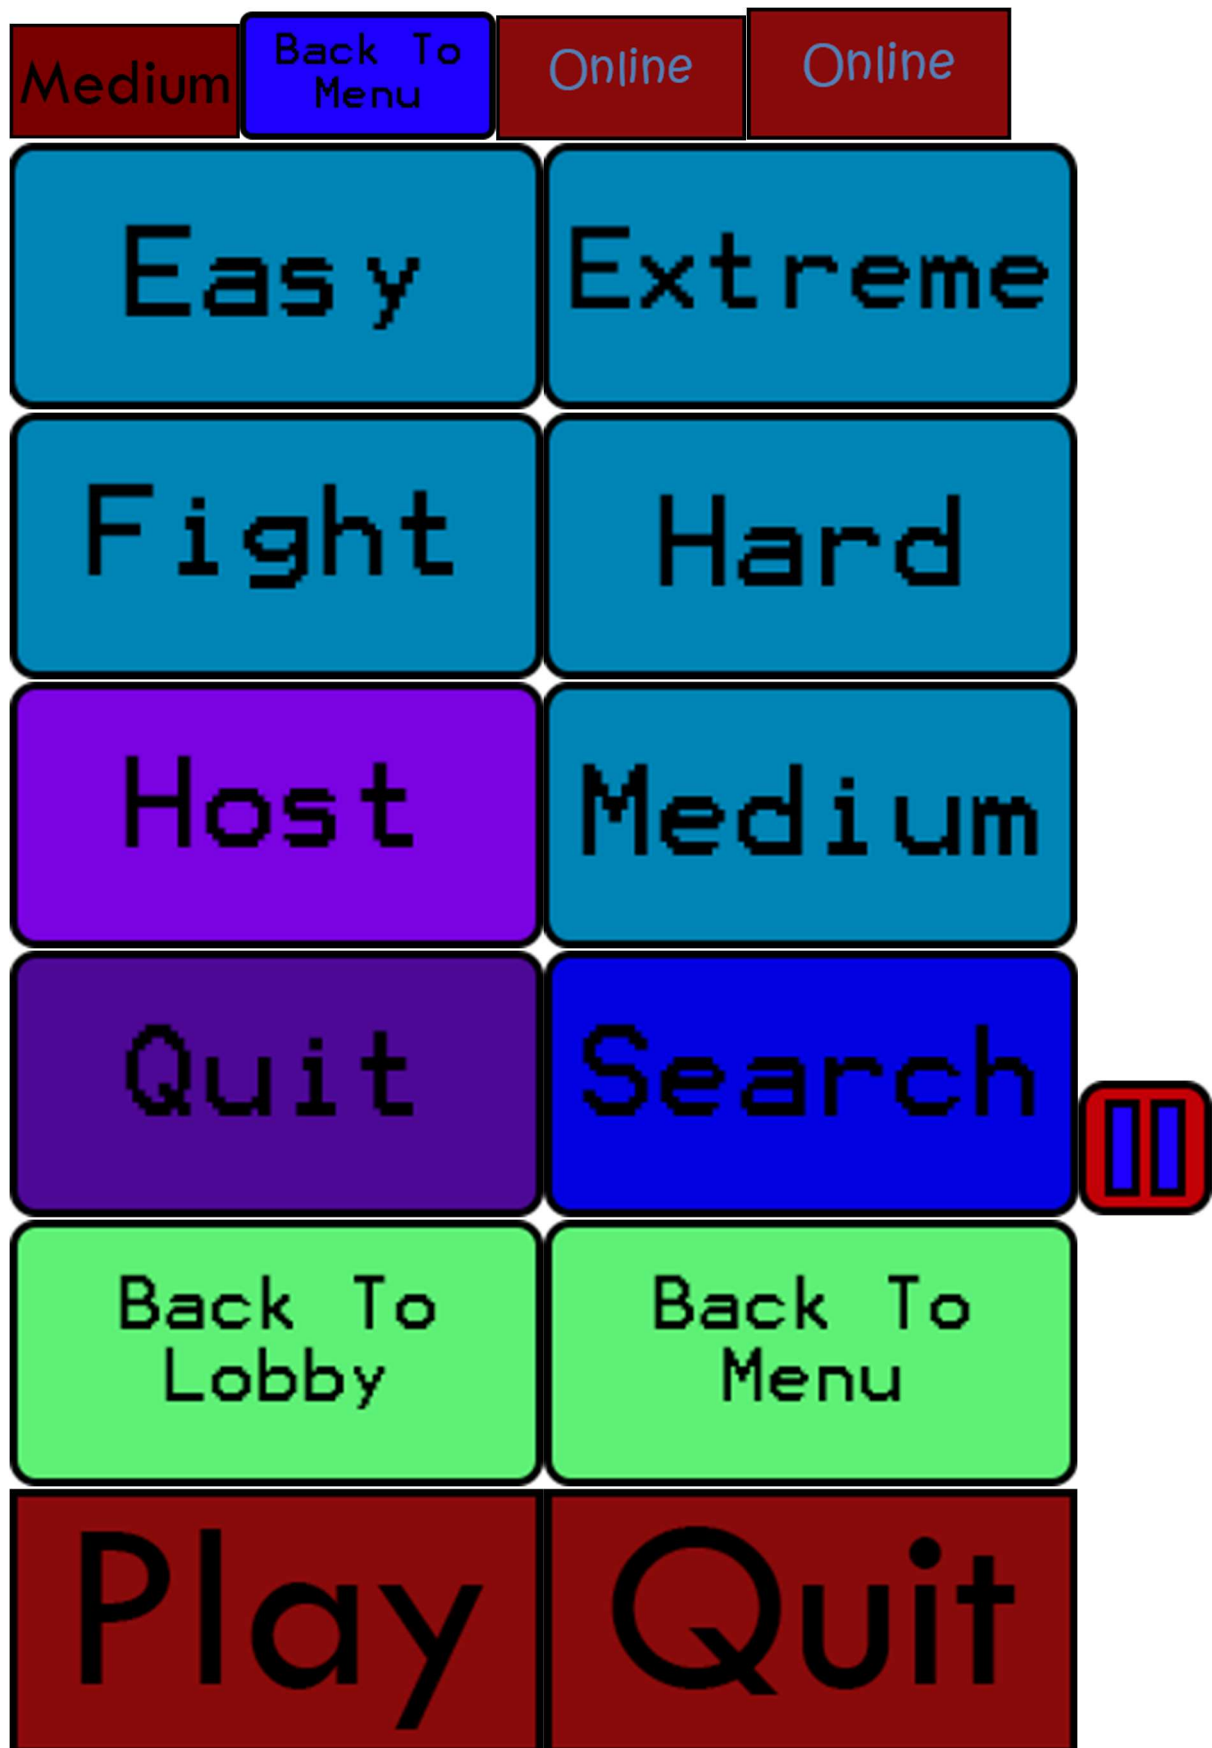 Medium
Back To
Menu
Online
Online
Easy
Extreme
Fight
Hard
Host
Medium
Quit
Search
Back To
Lobby
Back To
Menu
Play
Quit